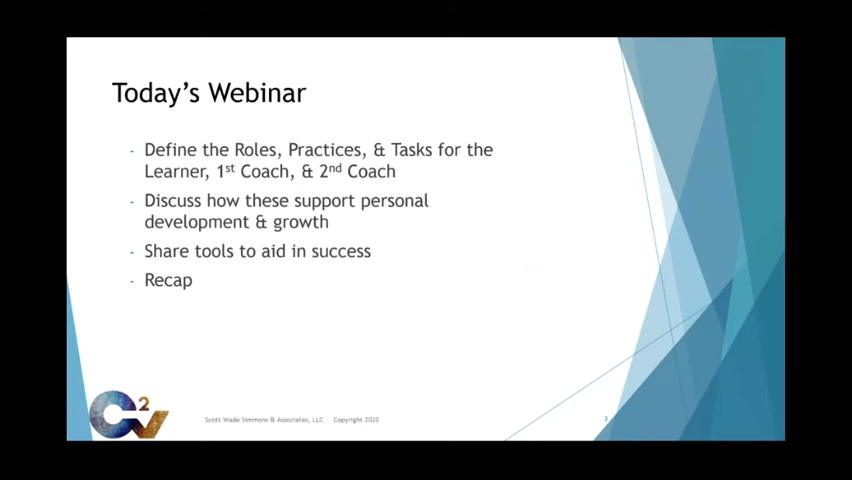 Today's Webinar
- Define the Roles, Practices, & Tasks for the
Learner, 1st Coach, & 2nd Coach
- Discuss how these support personal
development & growth
- Share tools to aid in success
- Recap
C2v
Scott Wade Simmons & Associates, LLC Copyright 2020
3